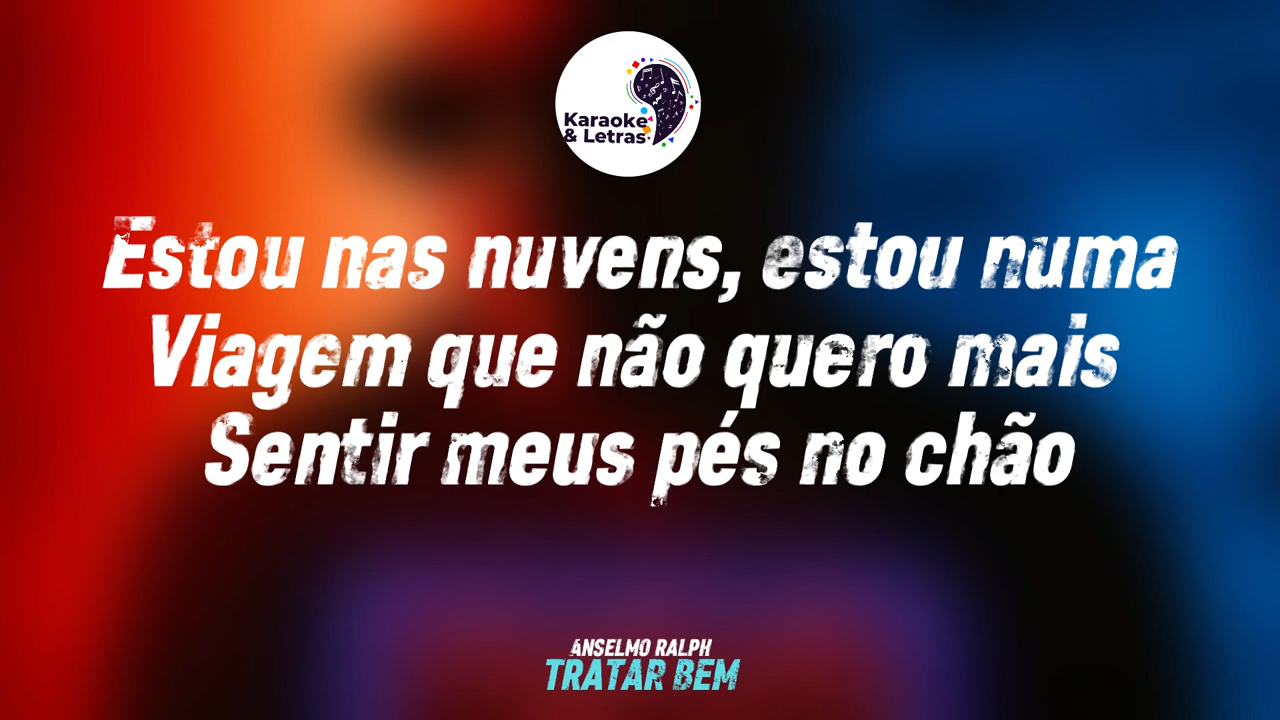 Karaoke
& Letras
Estou nas nuvens, estou numa
Viagem que não quero mais
Sentir meus pés no chão
ANSELMO RALPH
TRATAR BEM